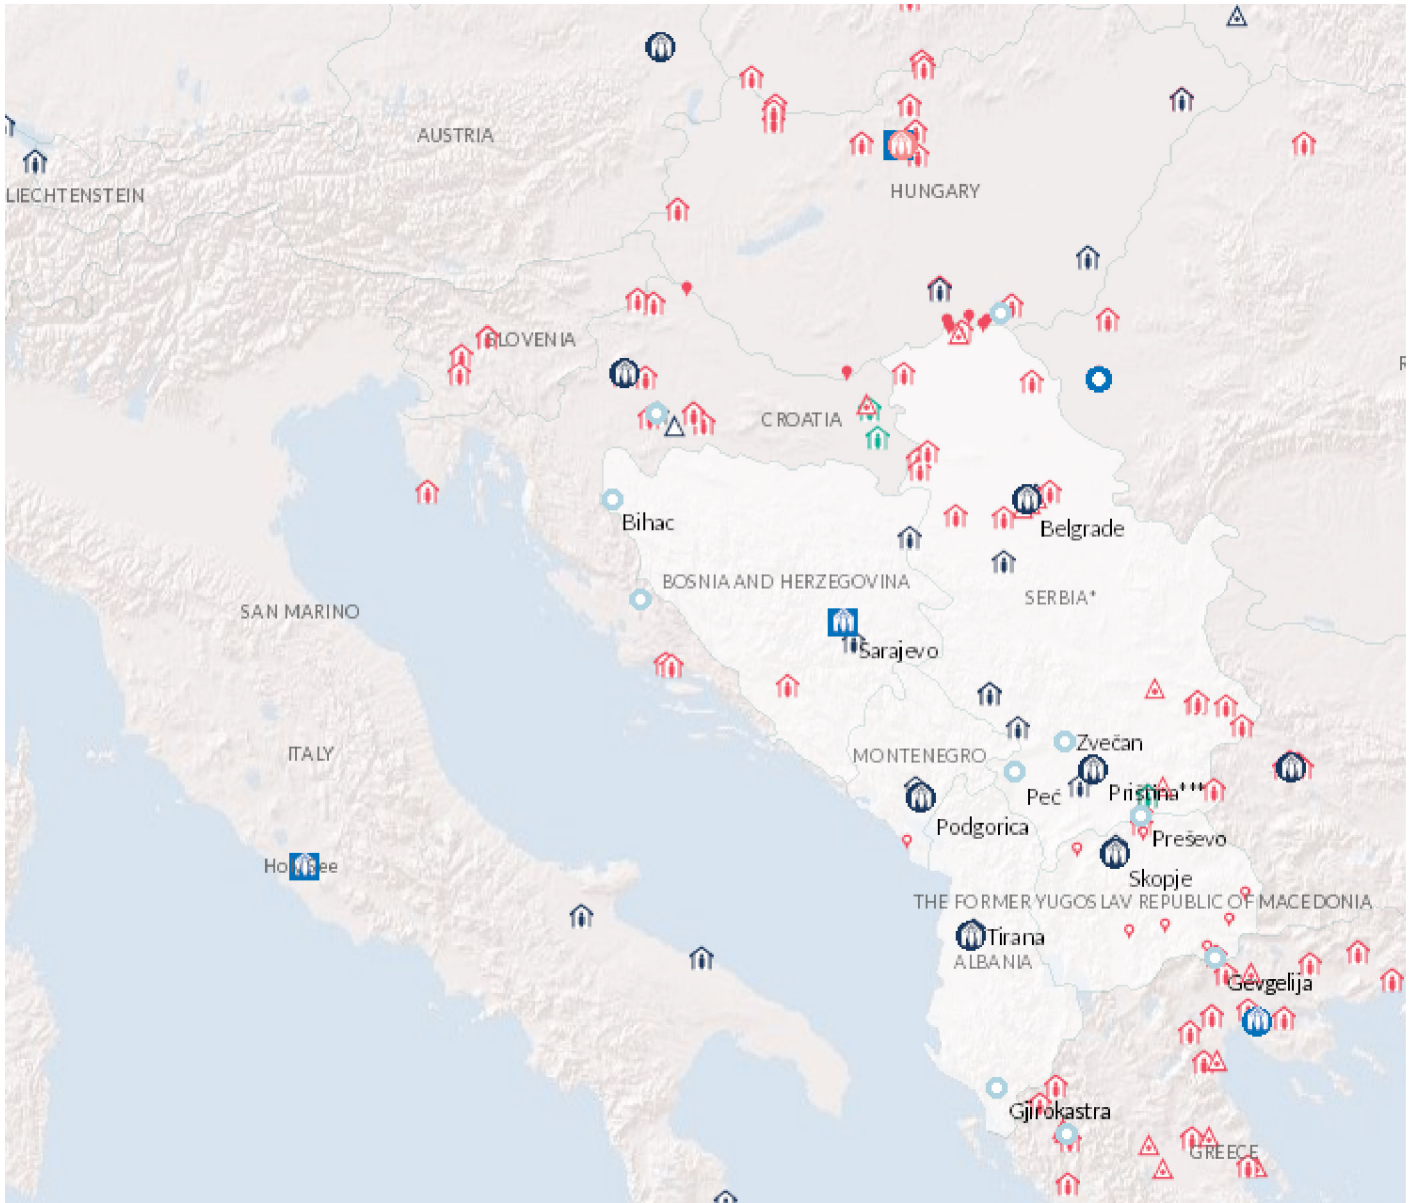 AUSTRIA
HUNGARY
LIECHTENSTEIN
SLOVENIA
CROATIA
Bihac
Belgrade
BOSNIA AND HERZEGOVINA
SERBIA*
SAN MARINO
Sarajevo
Zvečan
MONTENEGRO
ITALY
Peć
Priština***
Podgorica
Preševo
Skopje
THE FORMER YUGOSLAV REPUBLIC OF MACEDONIA
Tirana
ALBANIA
Gevgelija
Gjirokastra
GREECE